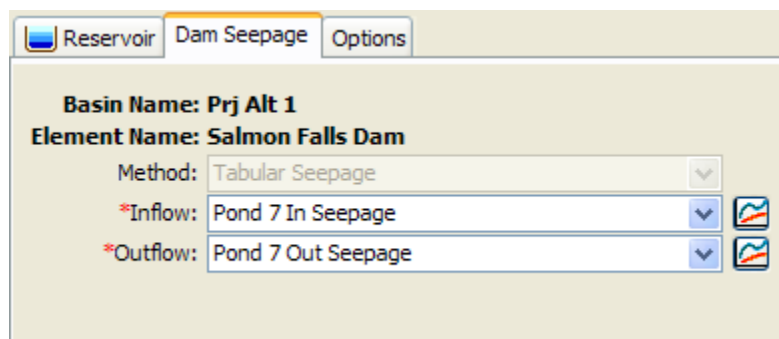 Reservoir Dam Seepage Options
Basin Name: Prj Alt 1
Element Name: Salmon Falls Dam
Method: Tabular Seepage
*Inflow: Pond 7 In Seepage
*Outflow: Pond 7 Out Seepage